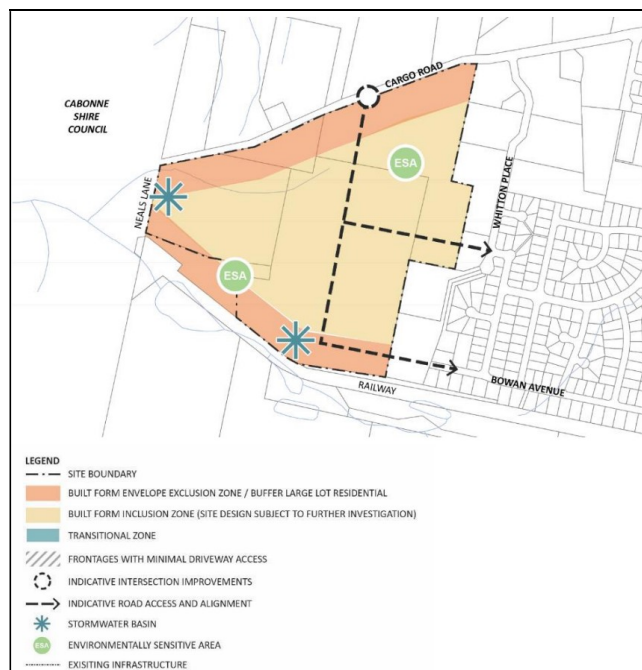 CARGO ROAD
CABONNE
SHIRE
COUNCIL
ESA
WHITTON PLACE
NEALS LANE
ESA
RAILWAY
BOWAN AVENUE
LEGEND
SITE BOUNDARY
BUILT FORM ENVELOPE EXCLUSION ZONE / BUFFER LARGE LOT RESIDENTIAL
BUILT FORM INCLUSION ZONE (SITE DESIGN SUBJECT TO FURTHER INVESTIGATION)
TRANSITIONAL ZONE
FRONTAGES WITH MINIMAL DRIVEWAY ACCESS
INDICATIVE INTERSECTION IMPROVEMENTS
INDICATIVE ROAD ACCESS AND ALIGNMENT
STORMWATER BASIN
ESA ENVIRONMENTALLY SENSITIVE AREA
EXISITING INFRASTRUCTURE